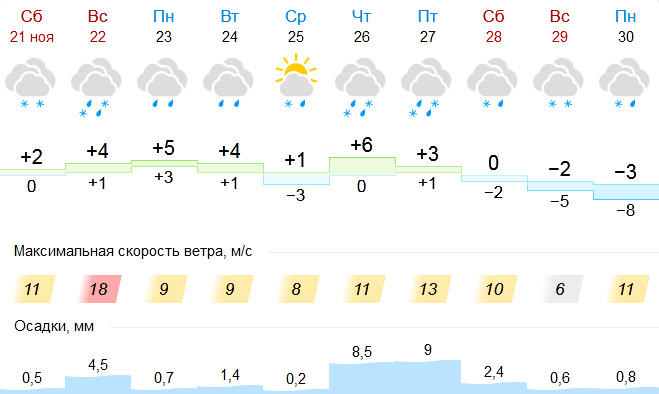 Сб Вс Пн Вт Ср Чт Пт Сб Вс Пн
21 ноя 22 23 24 25 26 27 28 29 30
+2 +4 +5 +4 +1 +6 +3 0 −2 −3
0 +1 +3 +1 −3 0 +1 −2 −5 −8
Максимальная скорость ветра, м/с
11 18 9 9 8 11 13 10 6 11
Осадки, мм
0,5 4,5 0,7 1,4 0,2 8,5 9 2,4 0,6 0,8